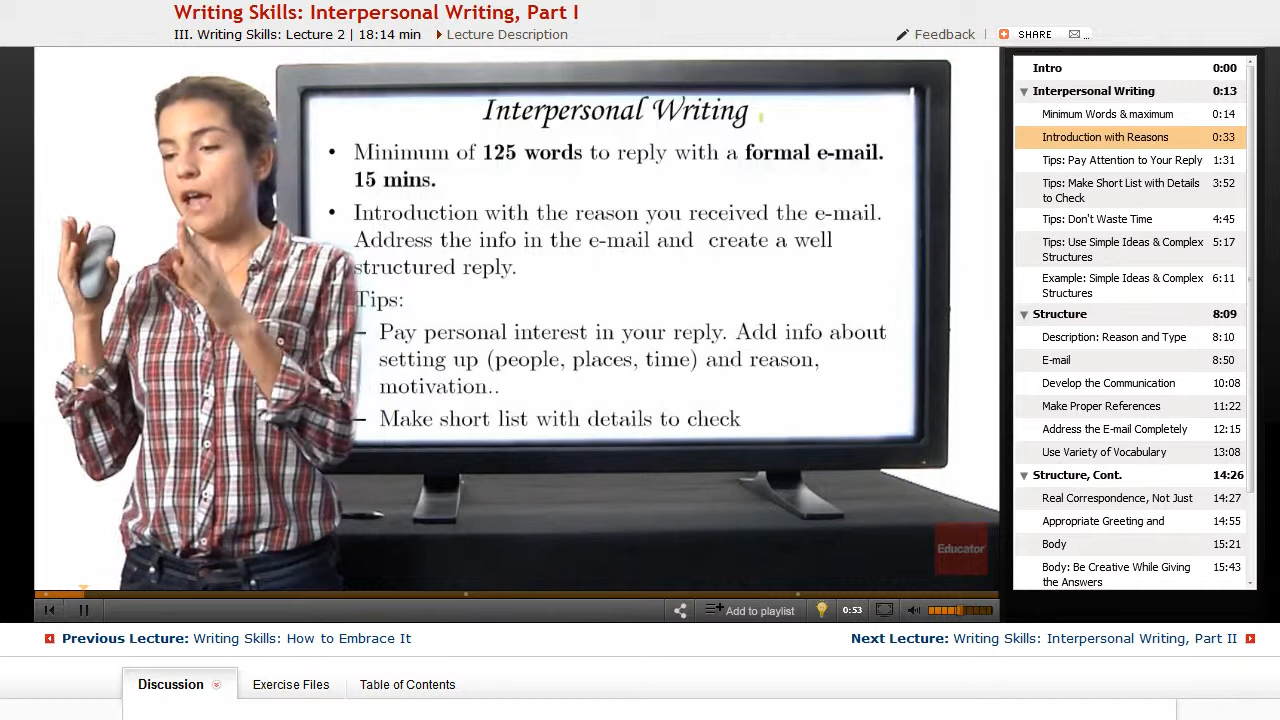 Writing Skills: Interpersonal Writing, Part I
III. Writing Skills: Lecture 2 | 18:14 min
Lecture Description
Feedback
SHARE
...
Interpersonal Writing
• Minimum of 125 words to reply with a formal e-mail.
15 mins.
• Introduction with the reason you received the e-mail.
Address the info in the e-mail and create a well
structured reply.
Tips:
– Pay personal interest in your reply. Add info about
setting up (people, places, time) and reason,
motivation..
– Make short list with details to check
Educator
Intro 0:00
Interpersonal Writing 0:13
Minimum Words & maximum 0:14
Introduction with Reasons 0:33
Tips: Pay Attention to Your Reply 1:31
Tips: Make Short List with Details 3:52
to Check
Tips: Don't Waste Time 4:45
Tips: Use Simple Ideas & Complex 5:17
Structures
Example: Simple Ideas & Complex 6:11
Structures
Structure 8:09
Description: Reason and Type 8:10
E-mail 8:50
Develop the Communication 10:08
Make Proper References 11:22
Address the E-mail Completely 12:15
Use Variety of Vocabulary 13:08
Structure, Cont. 14:26
Real Correspondence, Not Just 14:27
Appropriate Greeting and 14:55
Body 15:21
Body: Be Creative While Giving 15:43
the Answers
Add to playlist
0:53
Previous Lecture: Writing Skills: How to Embrace It
Next Lecture: Writing Skills: Interpersonal Writing, Part II
Discussion
Exercise Files
Table of Contents